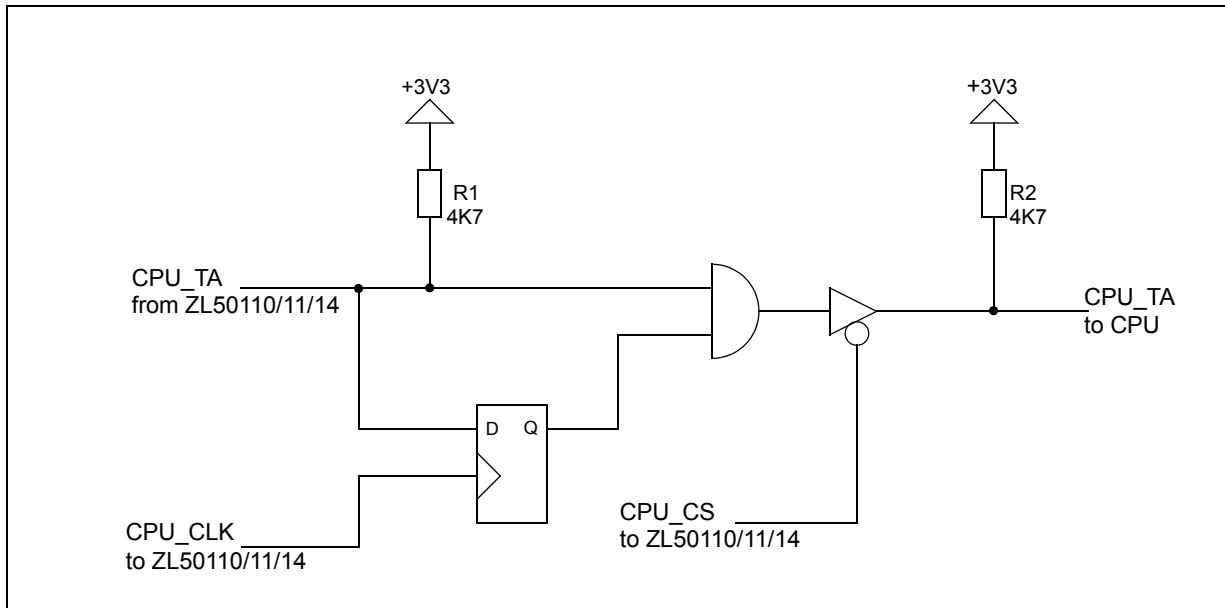 +3V3
+3V3
R1
4K7
R2
4K7
CPU_TA
from ZL50110/11/14
CPU_TA
to CPU
D Q
CPU_CLK
to ZL50110/11/14
CPU_CS
to ZL50110/11/14